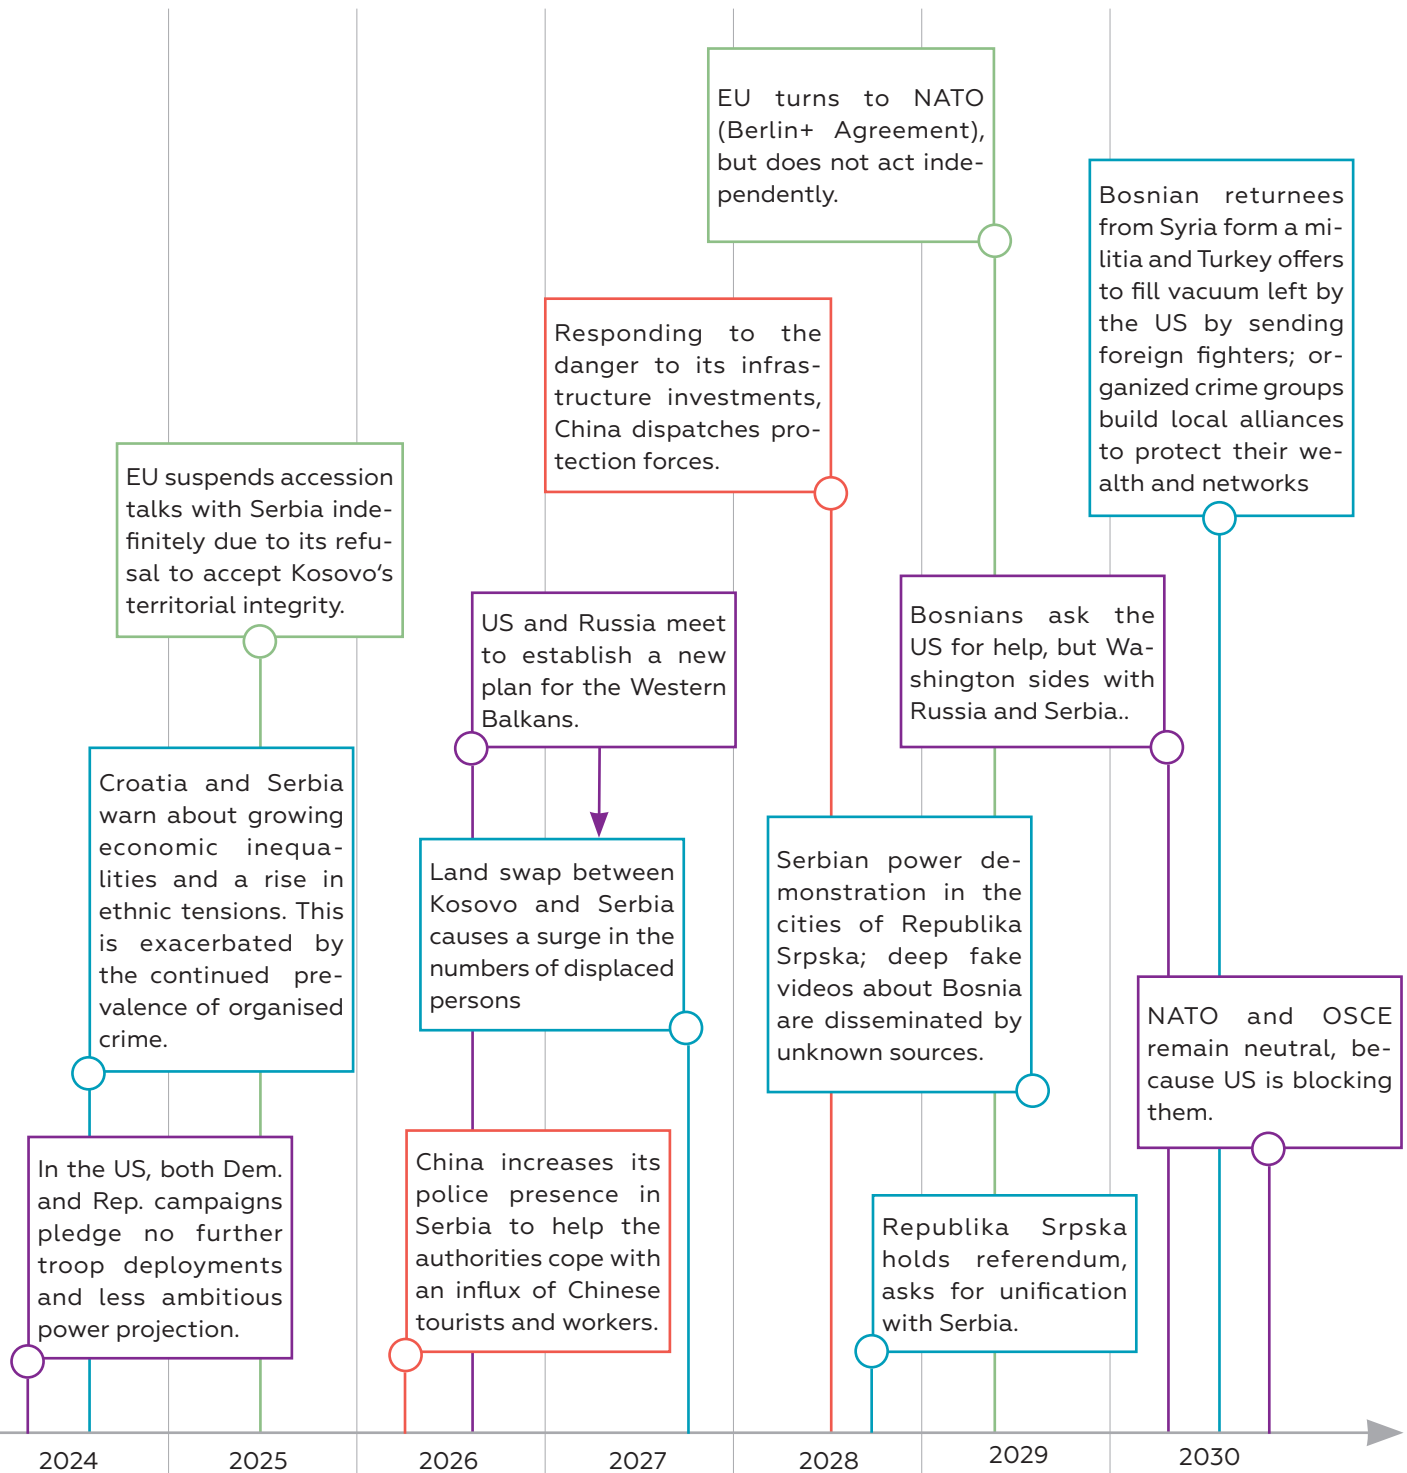 EU turns to NATO
(Berlin+ Agreement),
but does not act inde-
pendently.
Bosnian returnees
from Syria form a mi-
litia and Turkey offers
to fill vacuum left by
the US by sending
foreign fighters; or-
ganized crime groups
build local alliances
to protect their we-
alth and networks
Responding to the
danger to its infras-
tructure investments,
China dispatches pro-
tection forces.
EU suspends accession
talks with Serbia inde-
finitely due to its refu-
sal to accept Kosovo‘s
territorial integrity.
US and Russia meet
to establish a new
plan for the Western
Balkans.
Bosnians ask the
US for help, but Wa-
shington sides with
Russia and Serbia..
Croatia and Serbia
warn about growing
economic inequa-
lities and a rise in
ethnic tensions. This
is exacerbated by
the continued pre-
valence of organised
crime.
Land swap between
Kosovo and Serbia
causes a surge in the
numbers of displaced
persons
Serbian power de-
monstration in the
cities of Republika
Srpska; deep fake
videos about Bosnia
are disseminated by
unknown sources.
NATO and OSCE
remain neutral, be-
cause US is blocking
them.
In the US, both Dem.
and Rep. campaigns
pledge no further
troop deployments
and less ambitious
power projection.
China increases its
police presence in
Serbia to help the
authorities cope with
an influx of Chinese
tourists and workers.
Republika Srpska
holds referendum,
asks for unification
with Serbia.
2024 2025 2026 2027 2028 2029 2030